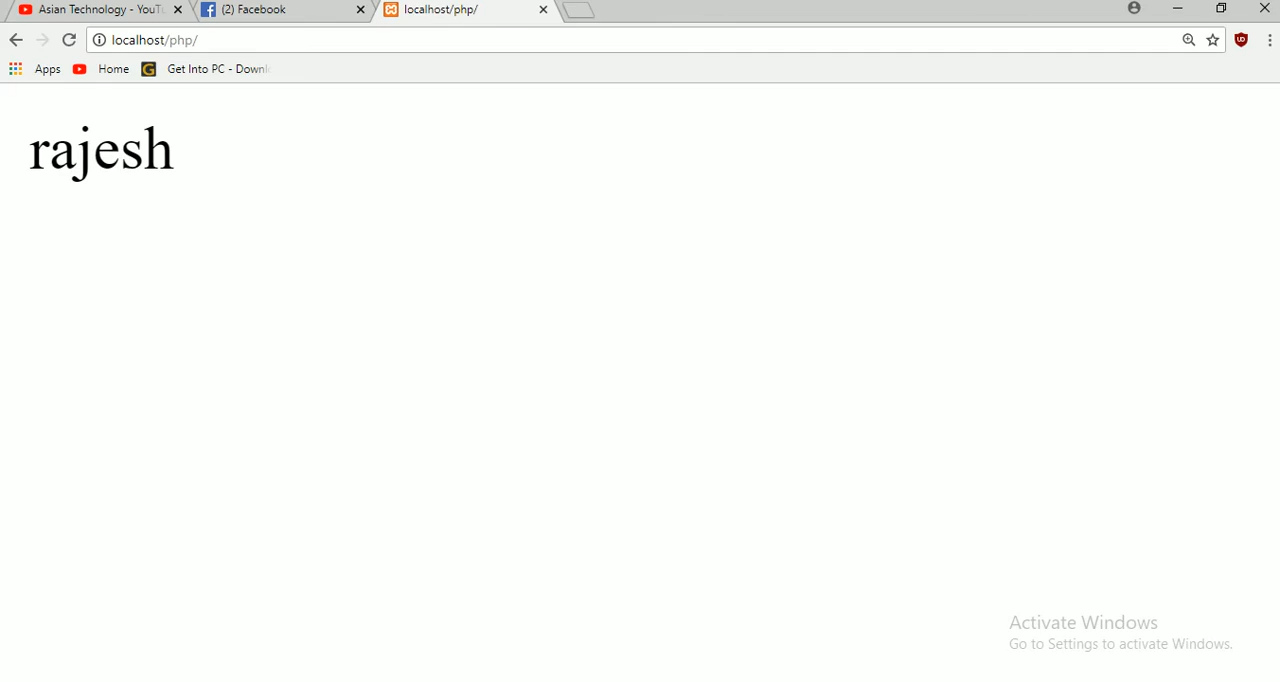 Asian Technology - YouTu
(2) Facebook
localhost/php/
localhost/php/
Apps
Home
Get Into PC - Downl
rajesh
Activate Windows
Go to Settings to activate Windows.